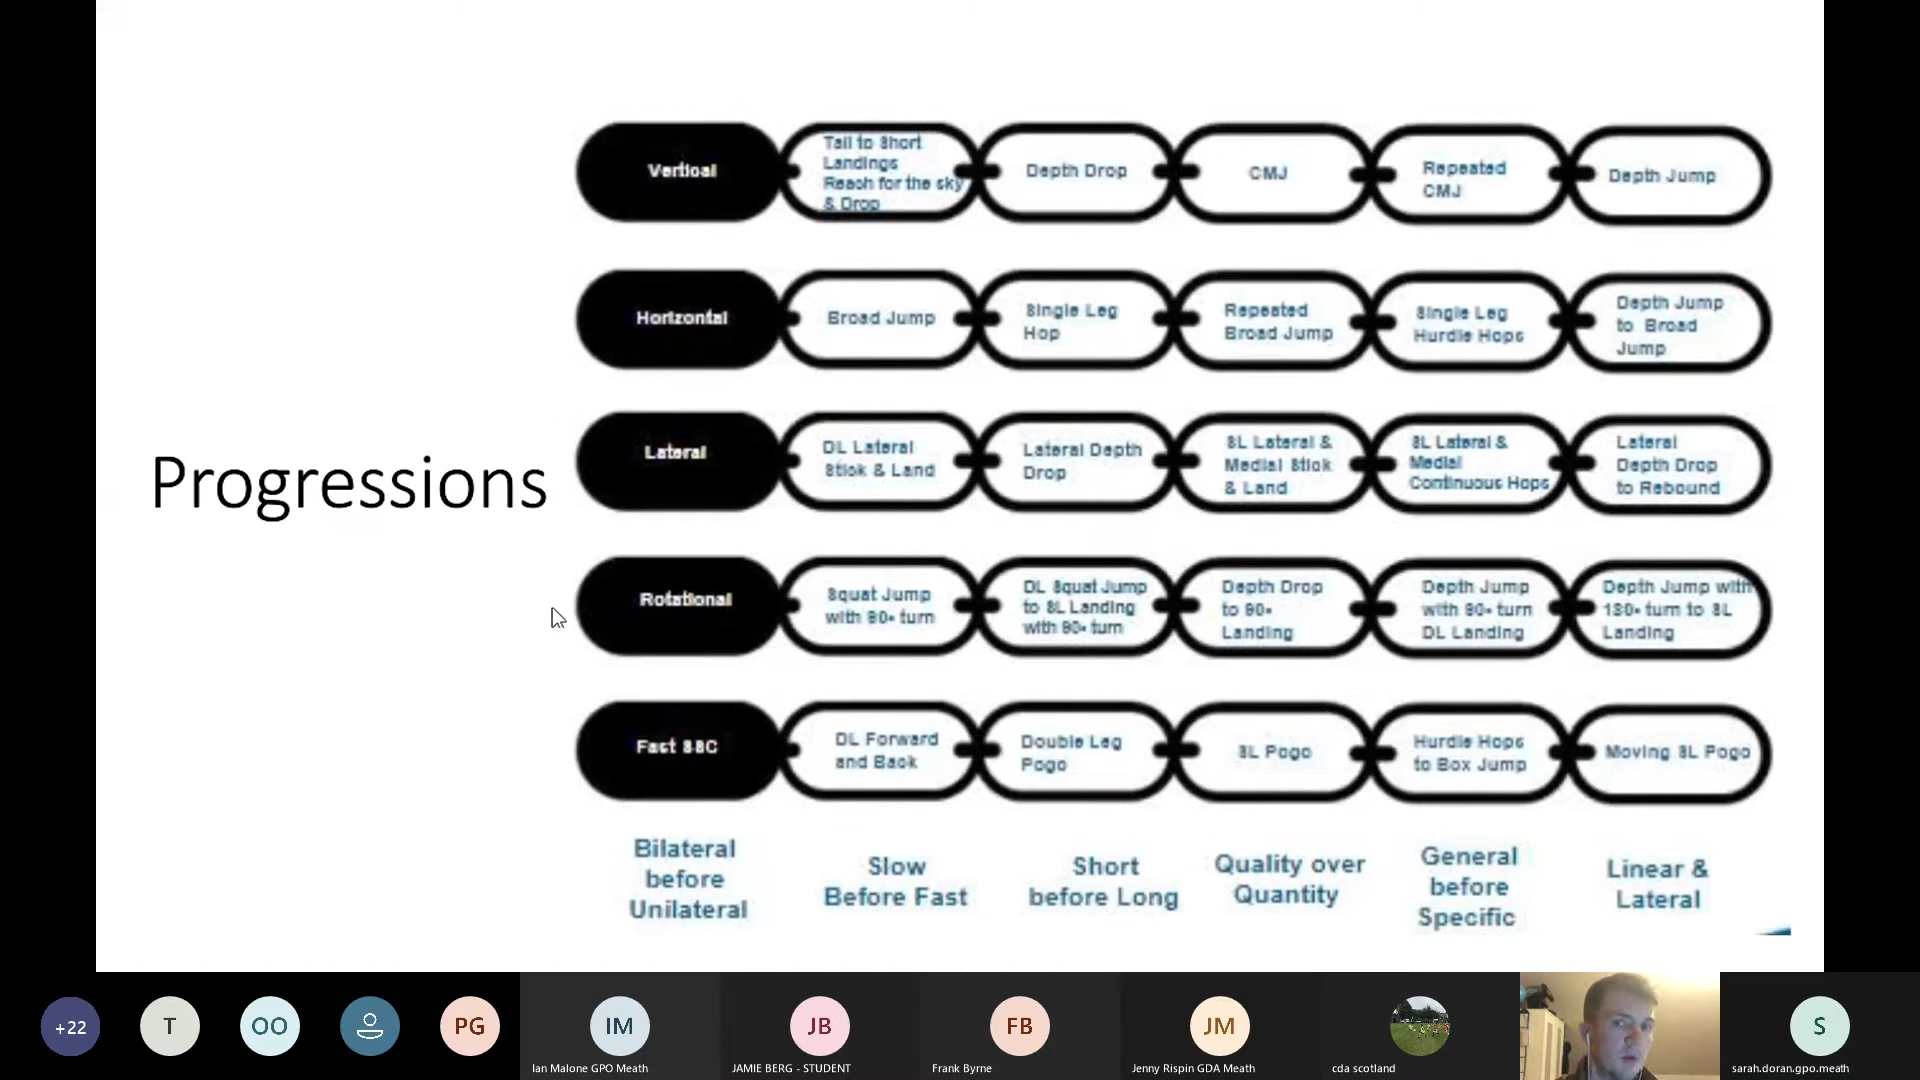 Progressions
Vertical
Tall to Short
Landings
Reach for the sky
& Drop
Depth Drop
CMJ
Repeated
CMJ
Depth Jump
Horizontal
Broad Jump
Single Leg
Hop
Repeated
Broad Jump
Single Leg
Hurdle Hops
Depth Jump
to Broad
Jump
Lateral
DL Lateral
Stick & Land
Lateral Depth
Drop
SL Lateral &
Medial Stick
& Land
SL Lateral &
Medial
Continuous Hops
Lateral
Depth Drop
to Rebound
Rotational
Squat Jump
with 90° turn
DL Squat Jump
to SL Landing
with 90° turn
Depth Drop
to 90°
Landing
Depth Jump
with 90° turn
DL Landing
Depth Jump with
180° turn to SL
Landing
Fast SSC
DL Forward
and Back
Double Leg
Pogo
SL Pogo
Hurdle Hops
to Box Jump
Moving SL Pogo
Bilateral
before
Unilateral
Slow
Before Fast
Short
before Long
Quality over
Quantity
General
before
Specific
Linear &
Lateral
+22
T
OO
PG
IM
JB
FB
JM
S
Ian Malone GPO Meath
JAMIE BERG - STUDENT
Frank Byrne
Jenny Rispin GDA Meath
cda scotland
sarah.doran.gpo.meath